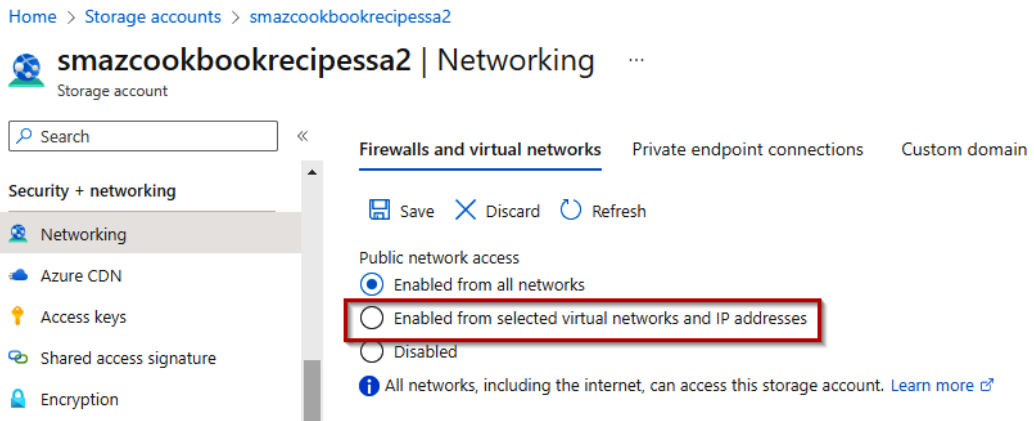 Home > Storage accounts > smazcookbookrecipessa2
smazcookbookrecipessa2 | Networking ...
Storage account
Search «
Firewalls and virtual networks Private endpoint connections Custom domain
Security + networking
Save Discard Refresh
Networking
Public network access
Azure CDN
Enabled from all networks
Access keys
Enabled from selected virtual networks and IP addresses
Shared access signature
Disabled
All networks, including the internet, can access this storage account. Learn more
Encryption